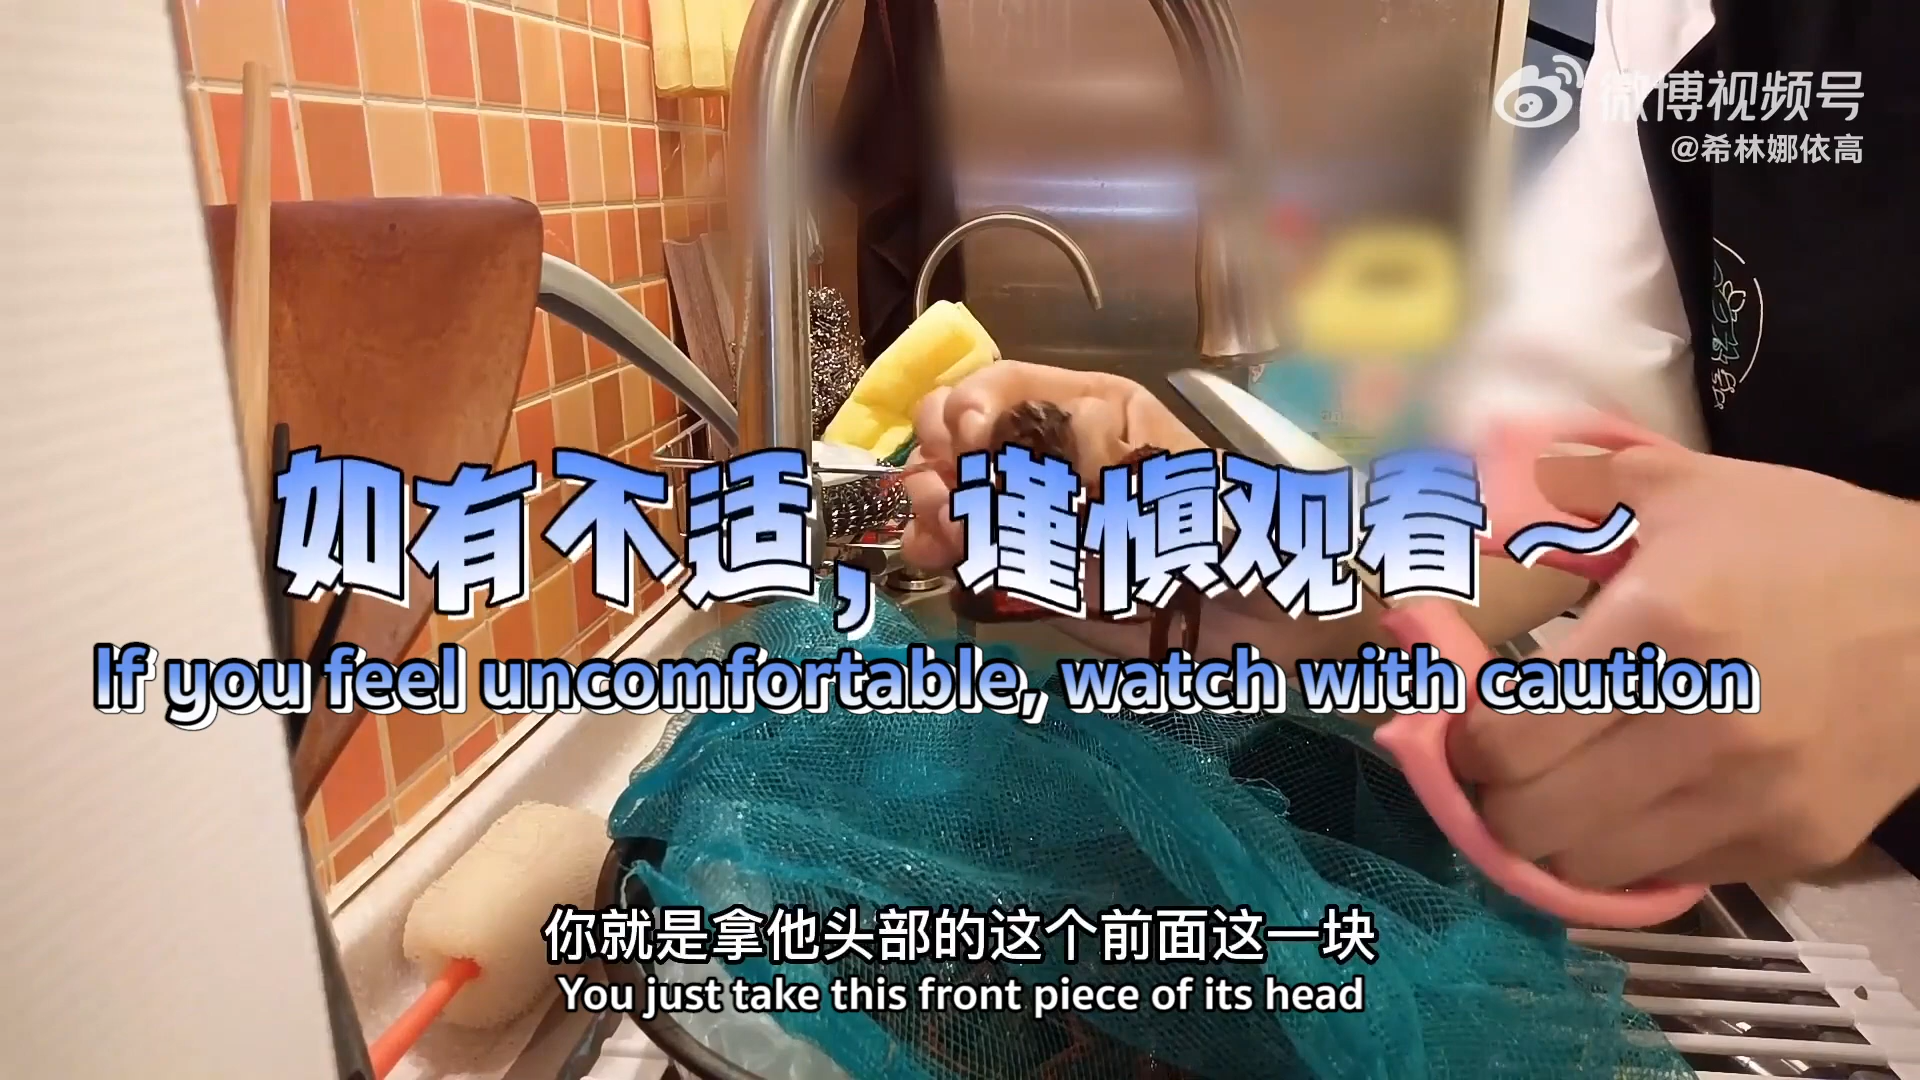 微博视频号
@希林娜依高
如有不适，谨慎观看～
If you feel uncomfortable, watch with caution
你就是拿他头部的这个前面这一块
You just take this front piece of its head